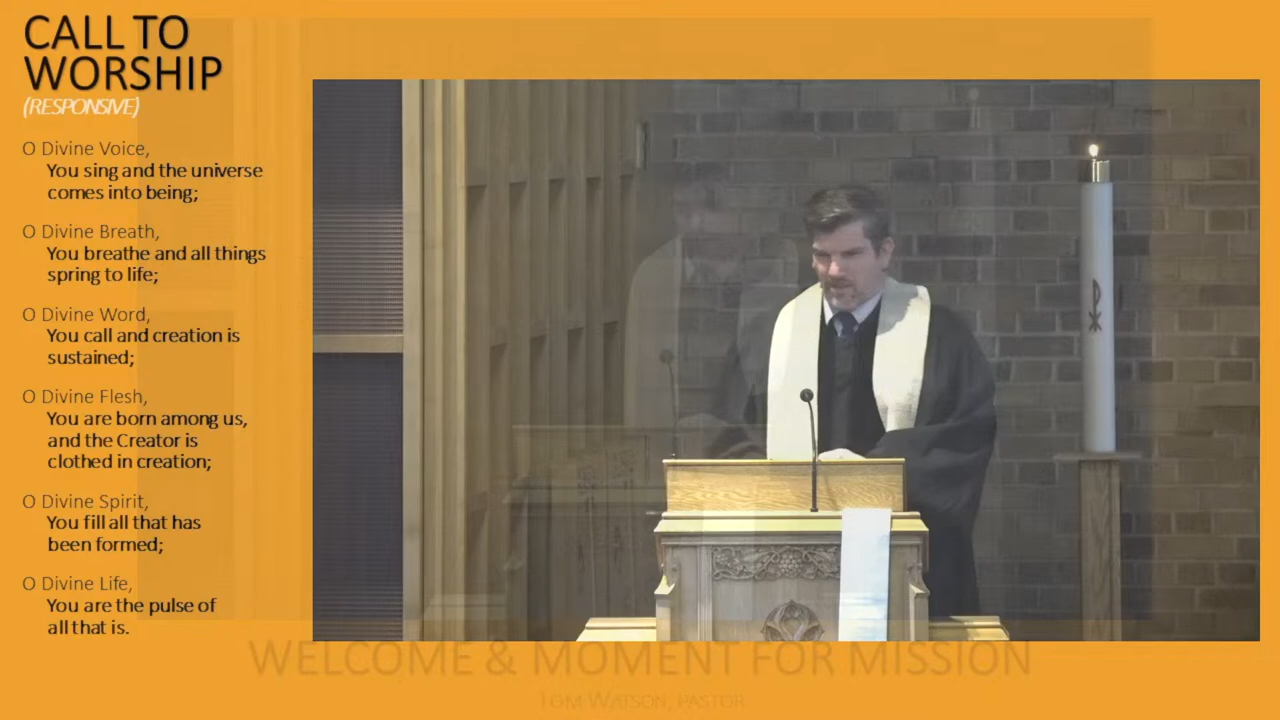 CALL TO
WORSHIP
(RESPONSIVE)
O Divine Voice,
You sing and the universe
comes into being;
O Divine Breath,
You breathe and all things
spring to life;
O Divine Word,
You call and creation is
sustained;
O Divine Flesh,
You are born among us,
and the Creator is
clothed in creation;
O Divine Spirit,
You fill all that has
been formed;
O Divine Life,
You are the pulse of
all that is.
WELCOME & MOMENT FOR MISSION
TOM WATSON, PASTOR